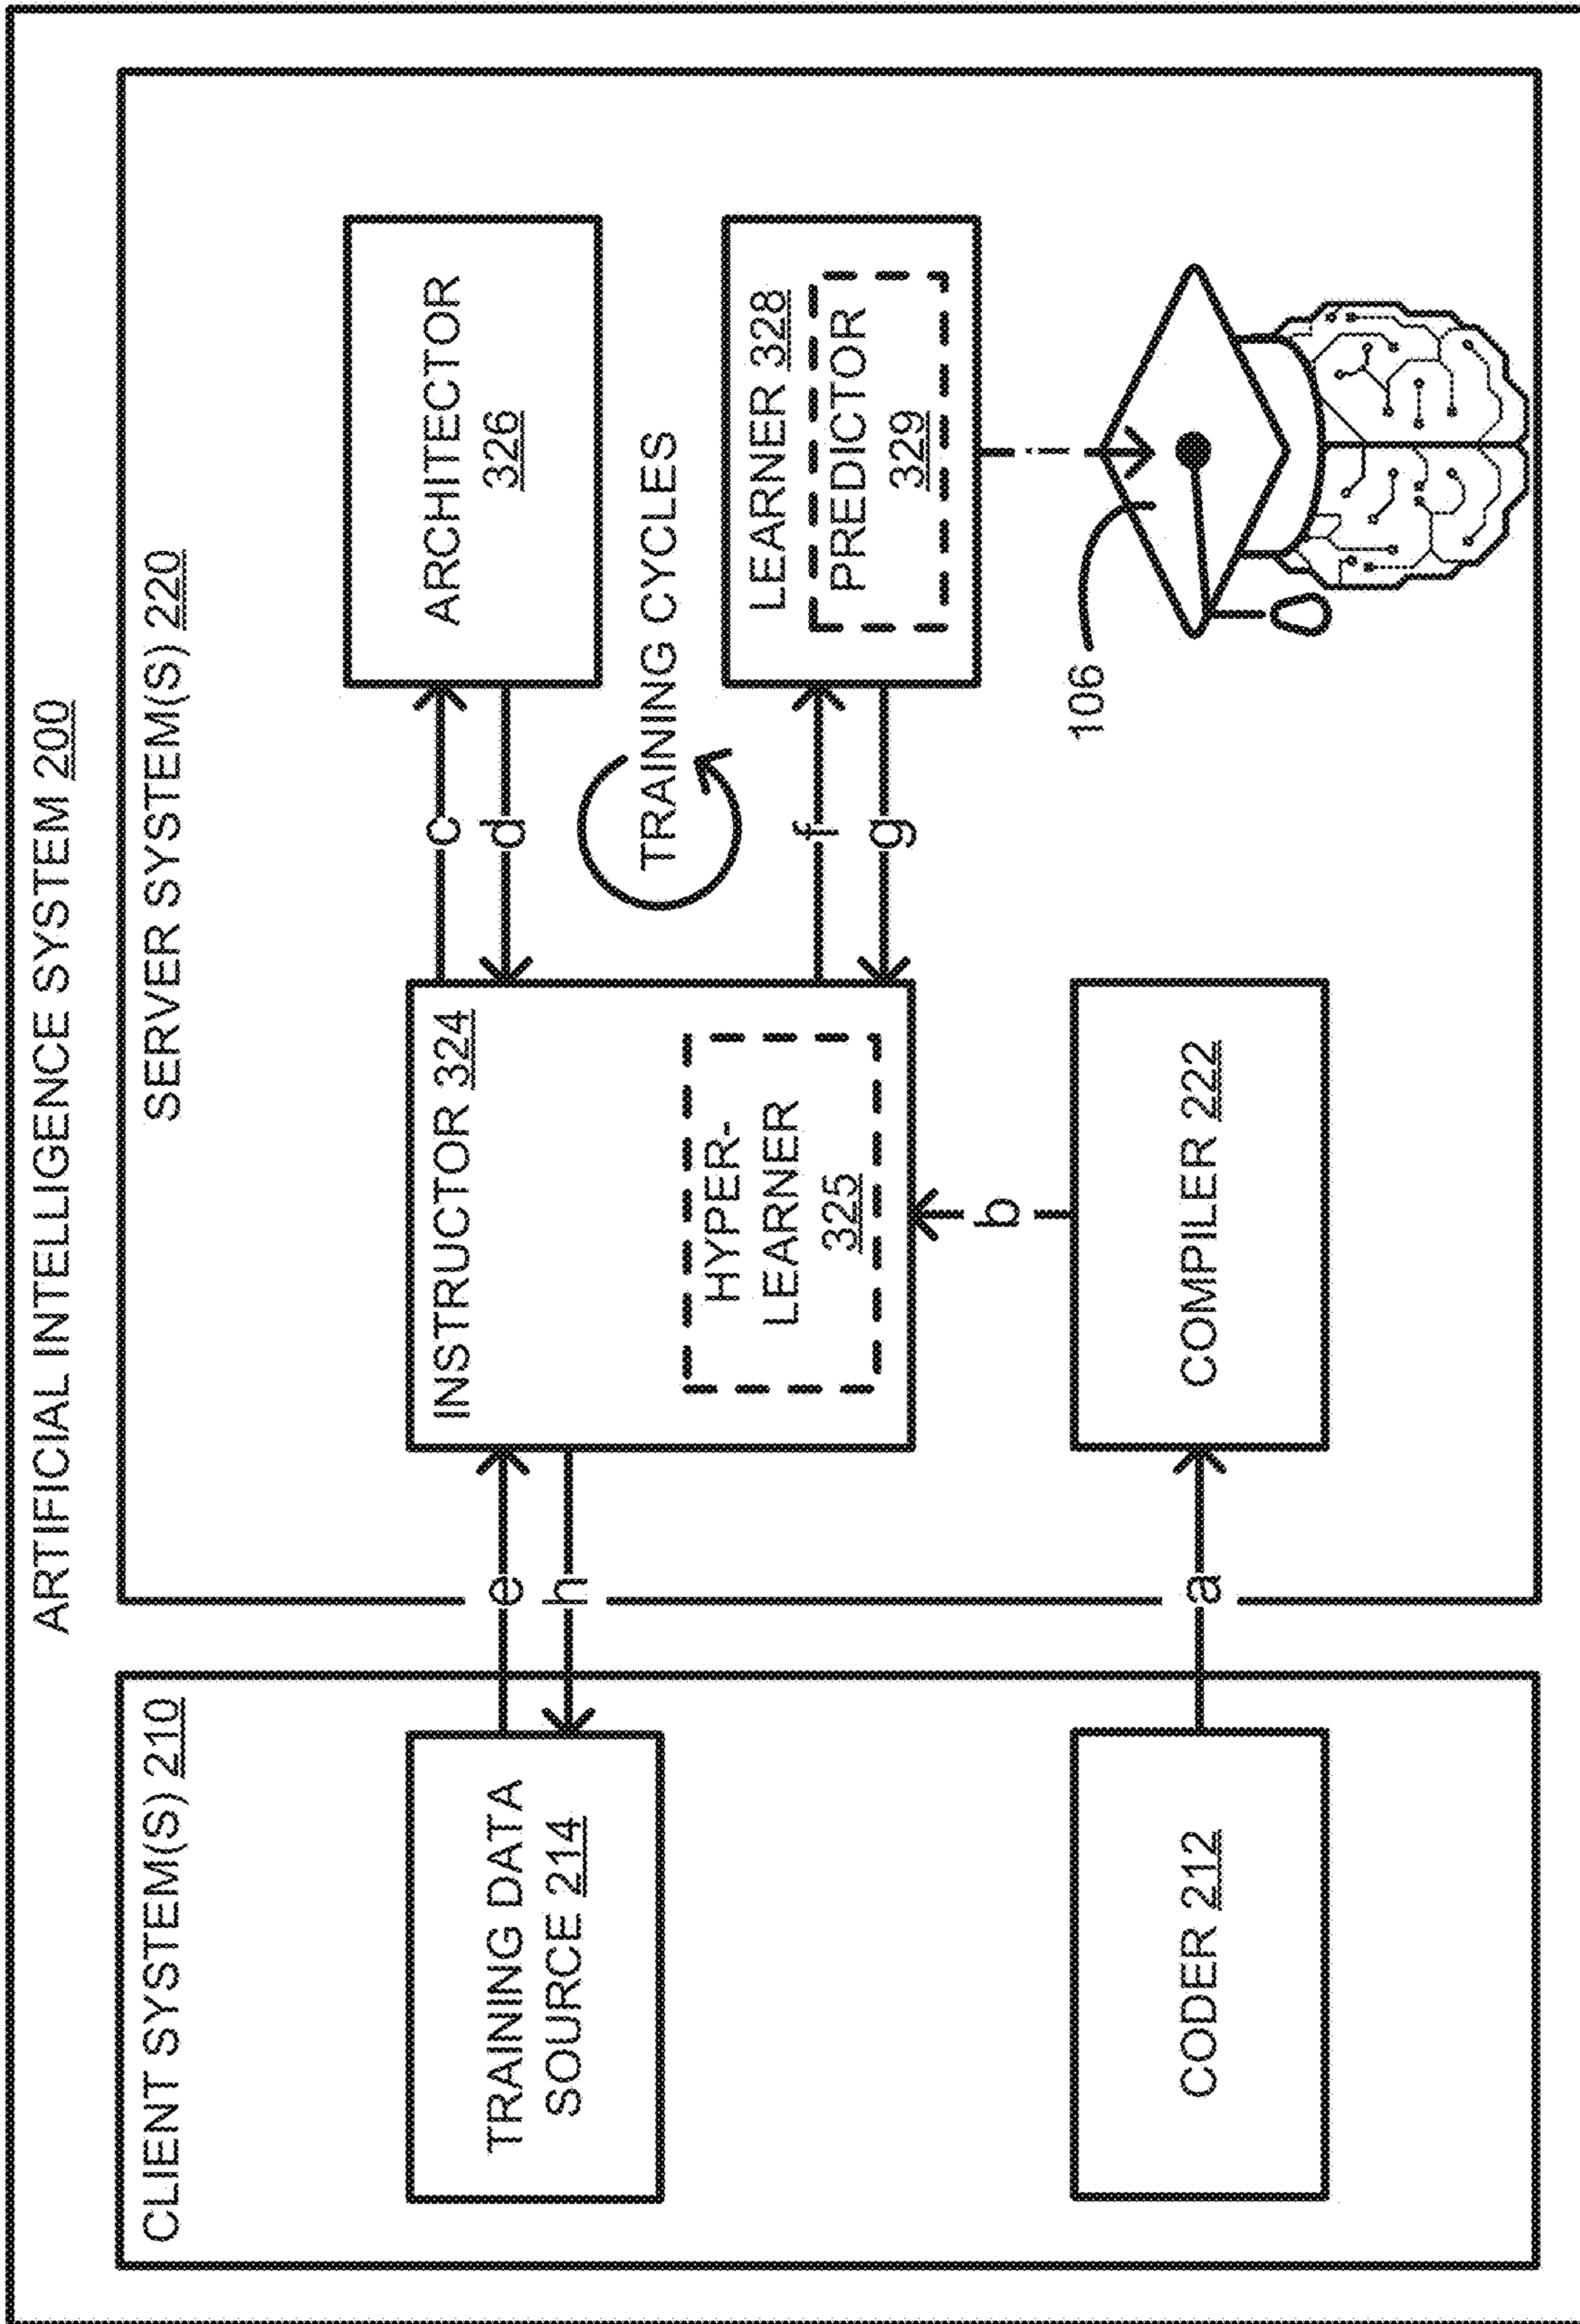 ARTIFICIAL INTELLIGENCE SYSTEM 200
CLIENT SYSTEM(S) 210
TRAINING DATA
SOURCE 214
CODER 212
SERVER SYSTEM(S) 220
e
h
a
INSTRUCTOR 324
HYPER-
LEARNER
325
b
COMPILER 222
c
d
TRAINING CYCLES
f
g
ARCHITECTOR
326
LEARNER 328
PREDICTOR
329
106